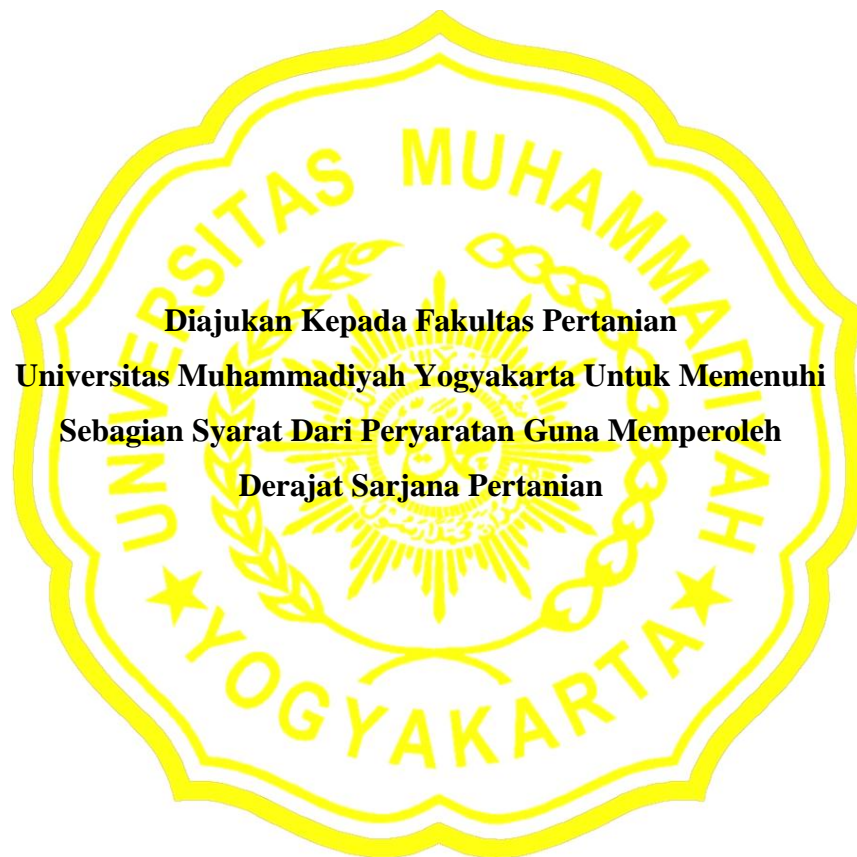 UNIVERSITAS MUHAMMADIYAH
Diajukan Kepada Fakultas Pertanian
Universitas Muhammadiyah Yogyakarta Untuk Memenuhi
Sebagian Syarat Dari Peryaratan Guna Memperoleh
Derajat Sarjana Pertanian
★YOGYAKARTA★